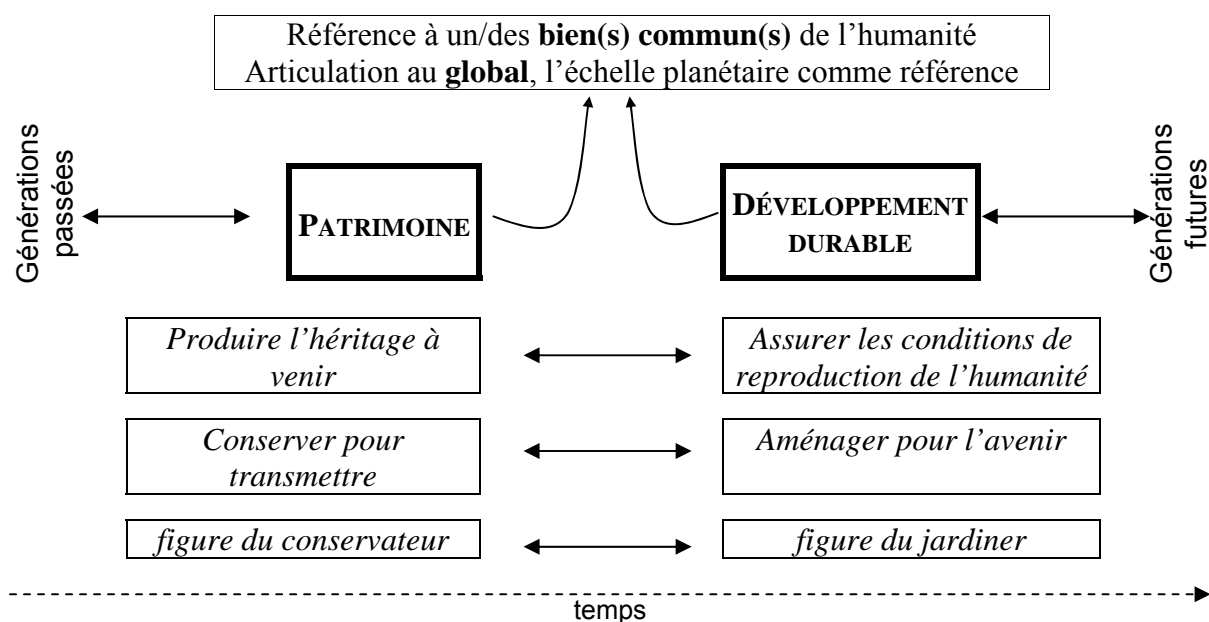 Référence à un/des bien(s) commun(s) de l’humanité
Articulation au global, l’échelle planétaire comme référence
Générations
passées
PATRIMOINE
DÉVELOPPEMENT
DURABLE
Générations
futures
Produire l’héritage à
venir
Assurer les conditions de
reproduction de l’humanité
Conserver pour
transmettre
Aménager pour l’avenir
figure du conservateur
figure du jardiner
temps